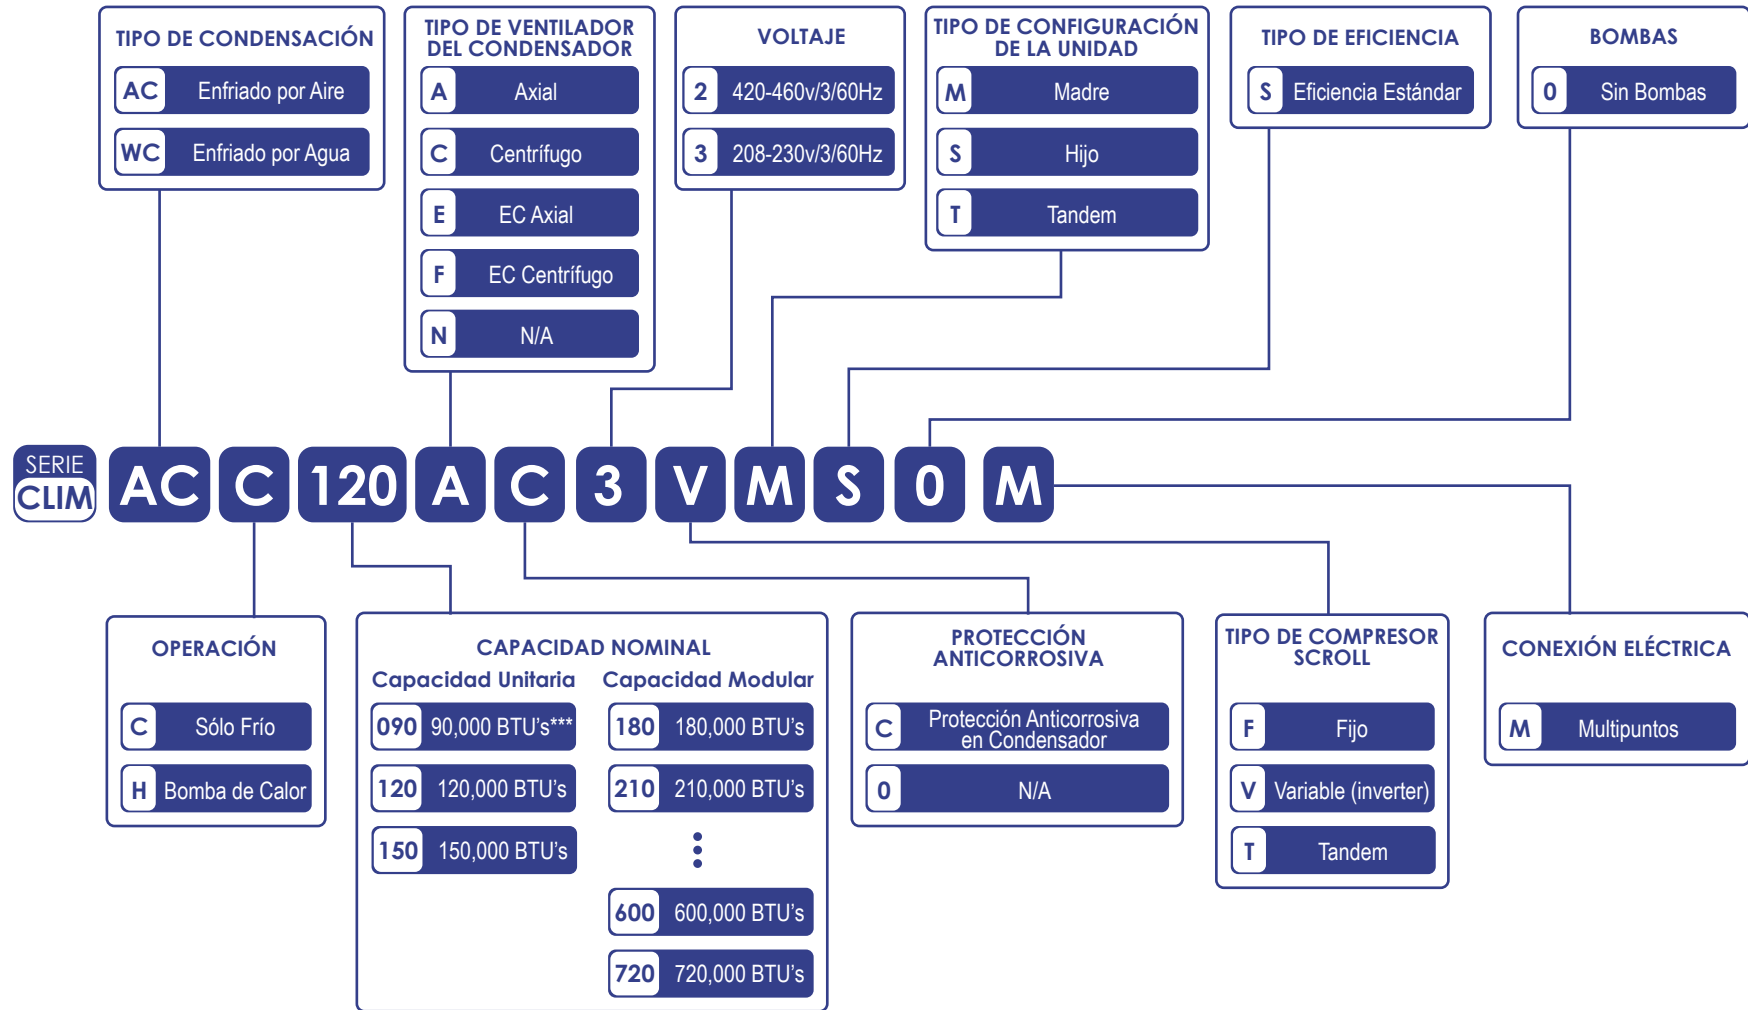 TIPO DE CONDENSACIÓN
AC Enfriado por Aire
WC Enfriado por Agua
TIPO DE VENTILADOR
DEL CONDENSADOR
A Axial
C Centrífugo
E EC Axial
F EC Centrífugo
N N/A
VOLTAJE
2 420-460v/3/60Hz
3 208-230v/3/60Hz
TIPO DE CONFIGURACIÓN
DE LA UNIDAD
M Madre
S Hijo
T Tandem
TIPO DE EFICIENCIA
S Eficiencia Estándar
BOMBAS
0 Sin Bombas
SERIE
CLIM
AC C 120 A C 3 V M S 0 M
OPERACIÓN
C Sólo Frío
H Bomba de Calor
CAPACIDAD NOMINAL
Capacidad Unitaria
090 90,000 BTU's***
120 120,000 BTU's
150 150,000 BTU's
Capacidad Modular
180 180,000 BTU's
210 210,000 BTU's
600 600,000 BTU's
720 720,000 BTU's
PROTECCIÓN
ANTICORROSIVA
C Protección Anticorrosiva
en Condensador
0 N/A
TIPO DE COMPRESOR
SCROLL
F Fijo
V Variable (inverter)
T Tandem
CONEXIÓN ELÉCTRICA
M Multipuntos